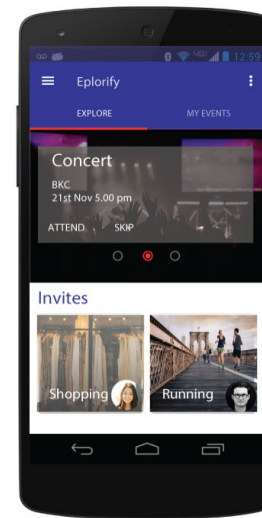 12:59
Eplorify
EXPLORE MY EVENTS
Concert
BKC
21st Nov 5.00 pm
ATTEND SKIP
Invites
Shopping Running